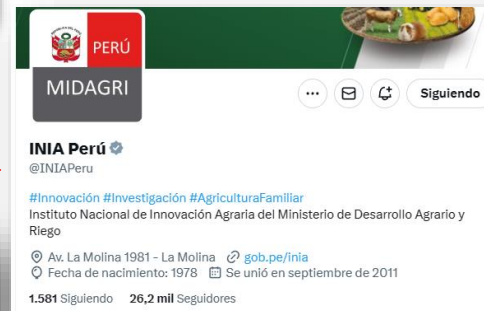 PERÚ
MIDAGRI
Siguiendo
INIA Perú
@INIAPeru
#Innovación #Investigación #AgriculturaFamiliar
Instituto Nacional de Innovación Agraria del Ministerio de Desarrollo Agrario y
Riego
Av. La Molina 1981 - La Molina gob.pe/inia
Fecha de nacimiento: 1978 Se unió en septiembre de 2011
1.581 Siguiendo 26,2 mil Seguidores